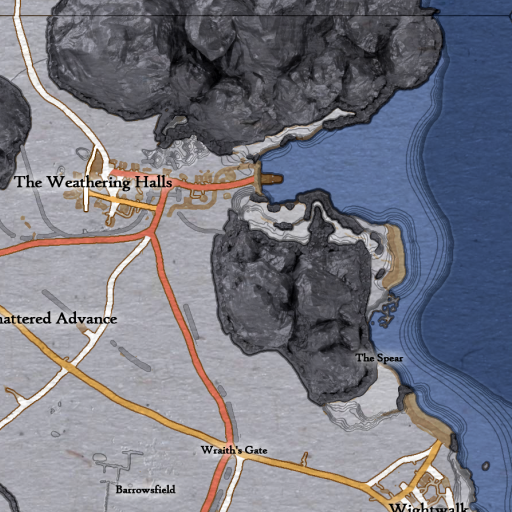 The Weathering Halls
hattered Advance
The Spear
Wraith's Gate
Barrowsfield
Wightwalk